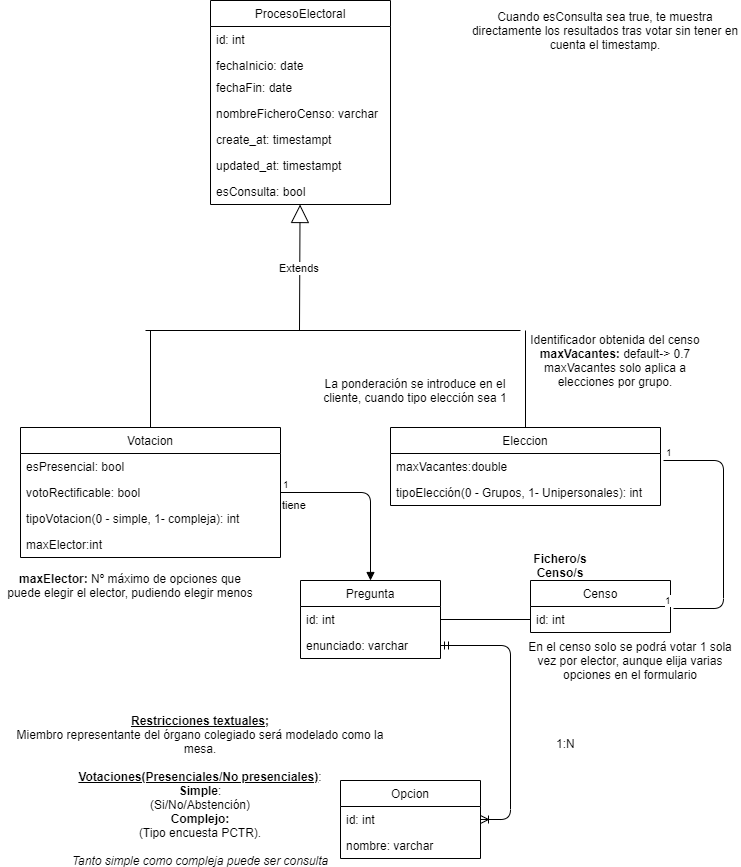 ProcesoElectoral
id: int
fechaInicio: date
fechaFin: date
nombreFicheroCenso: varchar
create_at: timestampt
updated_at: timestampt
esConsulta: bool
Cuando esConsulta sea true, te muestra
directamente los resultados tras votar sin tener en
cuenta el timestamp.
Extends
Identificador obtenida del censo
maxVacantes: default-> 0.7
maxVacantes solo aplica a
elecciones por grupo.
La ponderación se introduce en el
cliente, cuando tipo elección sea 1
Votacion
esPresencial: bool
votoRectificable: bool
tipoVotacion(0 - simple, 1- compleja): int
maxElector:int
Eleccion
maxVacantes:double
tipoElección(0 - Grupos, 1- Unipersonales): int
1
1
tiene
maxElector: Nº máximo de opciones que
puede elegir el elector, pudiendo elegir menos
Fichero/s
Censo/s
Pregunta
id: int
enunciado: varchar
Censo
id: int
1
En el censo solo se podrá votar 1 sola
vez por elector, aunque elija varias
opciones en el formulario
Restricciones textuales;
Miembro representante del órgano colegiado será modelado como la
mesa.
1:N
Votaciones(Presenciales/No presenciales):
Simple:
(Si/No/Abstención)
Complejo:
(Tipo encuesta PCTR).
Tanto simple como compleja puede ser consulta
Opcion
id: int
nombre: varchar